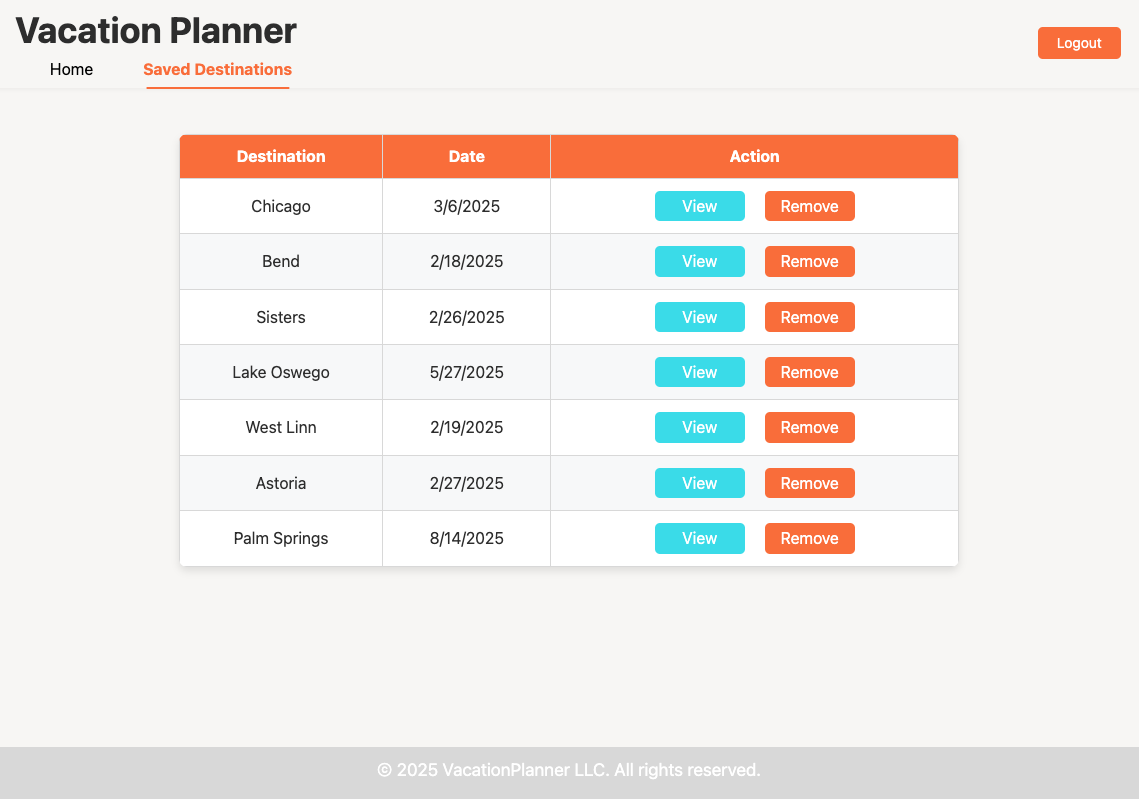 Vacation Planner
Logout
Home Saved Destinations
Destination Date Action
Chicago 3/6/2025 View Remove
Bend 2/18/2025 View Remove
Sisters 2/26/2025 View Remove
Lake Oswego 5/27/2025 View Remove
West Linn 2/19/2025 View Remove
Astoria 2/27/2025 View Remove
Palm Springs 8/14/2025 View Remove
© 2025 VacationPlanner LLC. All rights reserved.